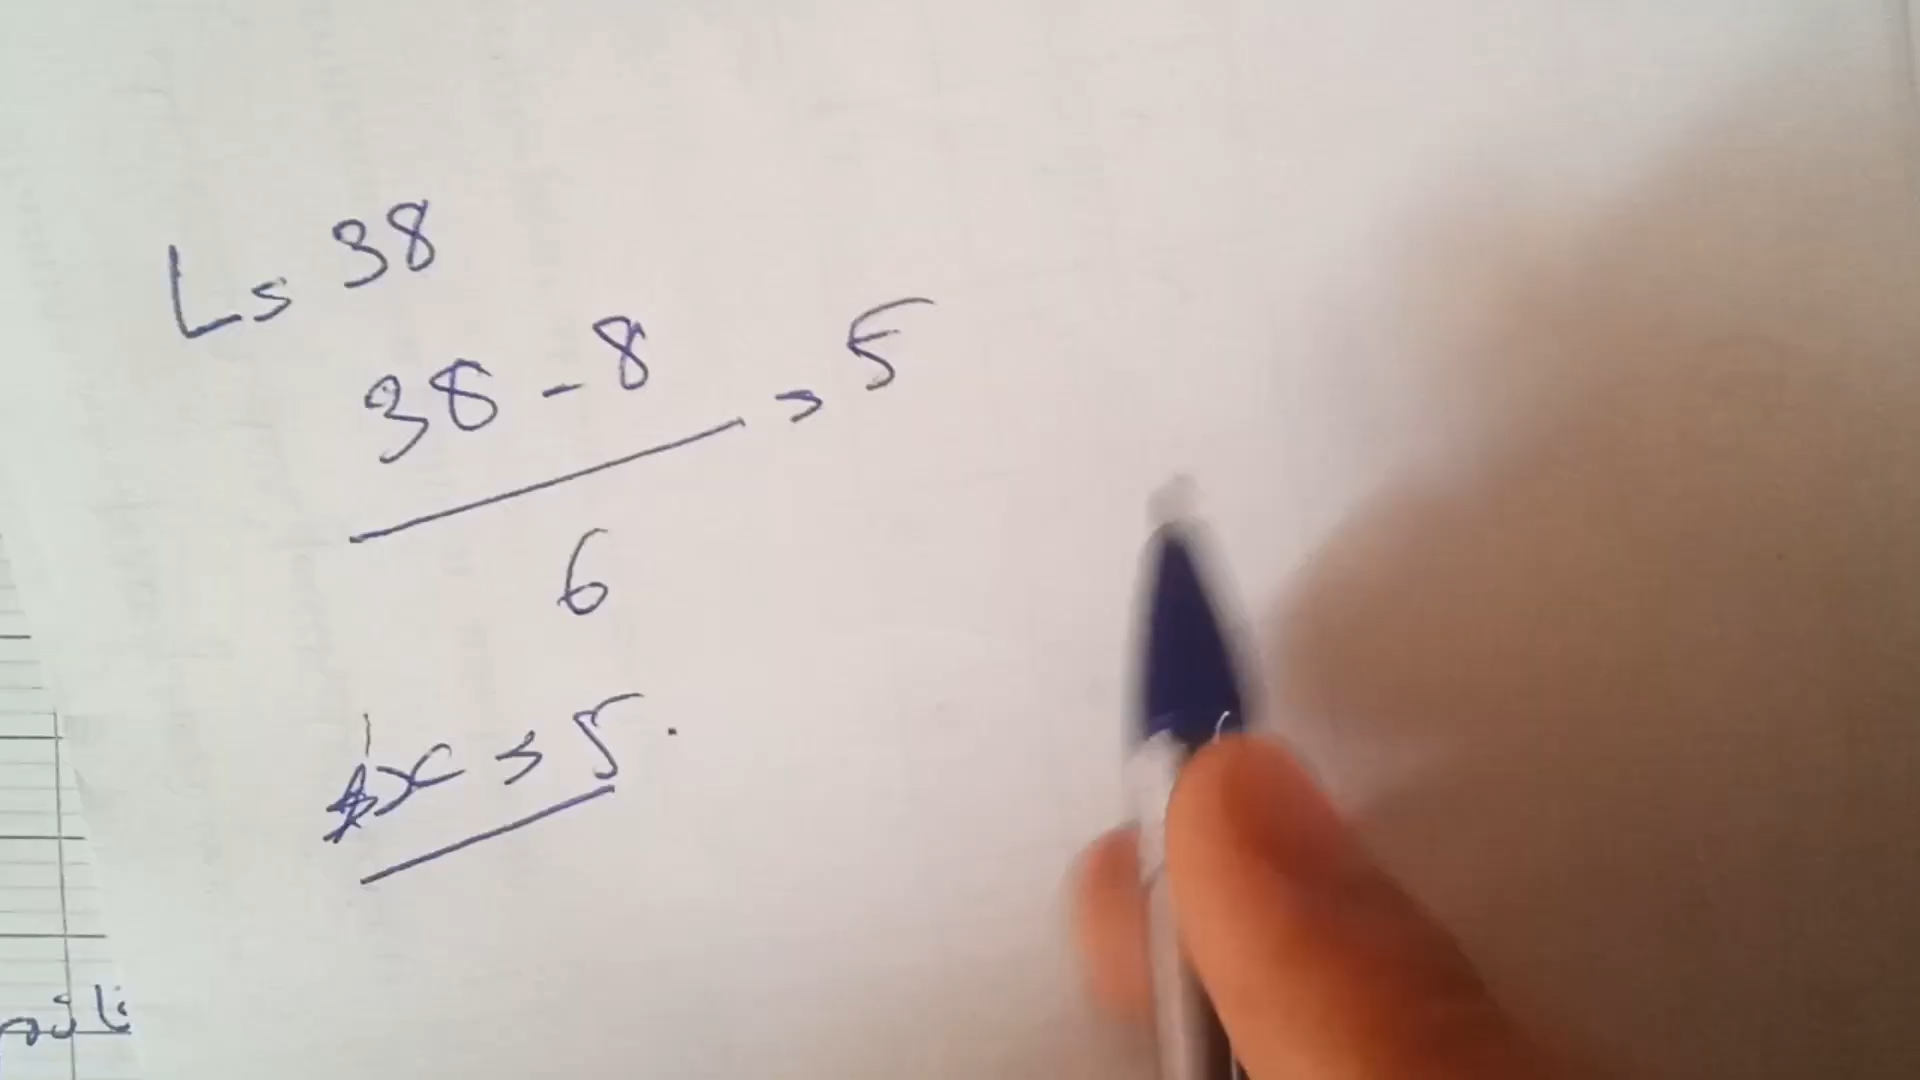 L = 38
38 - 8 = 5
6
x = 5.